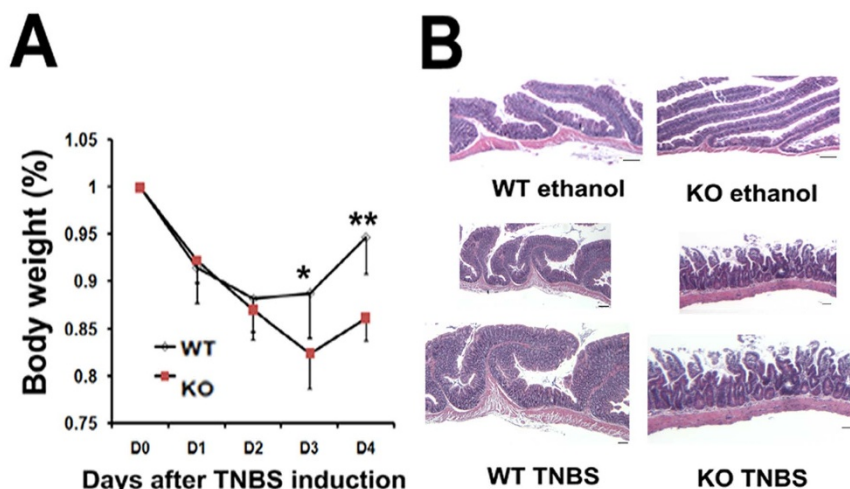 A
B
1.05
1
0.95
0.9
0.85
0.8
0.75
Body weight (%)
*
**
WT
KO
D0 D1 D2 D3 D4
Days after TNBS induction
WT ethanol KO ethanol
WT TNBS KO TNBS